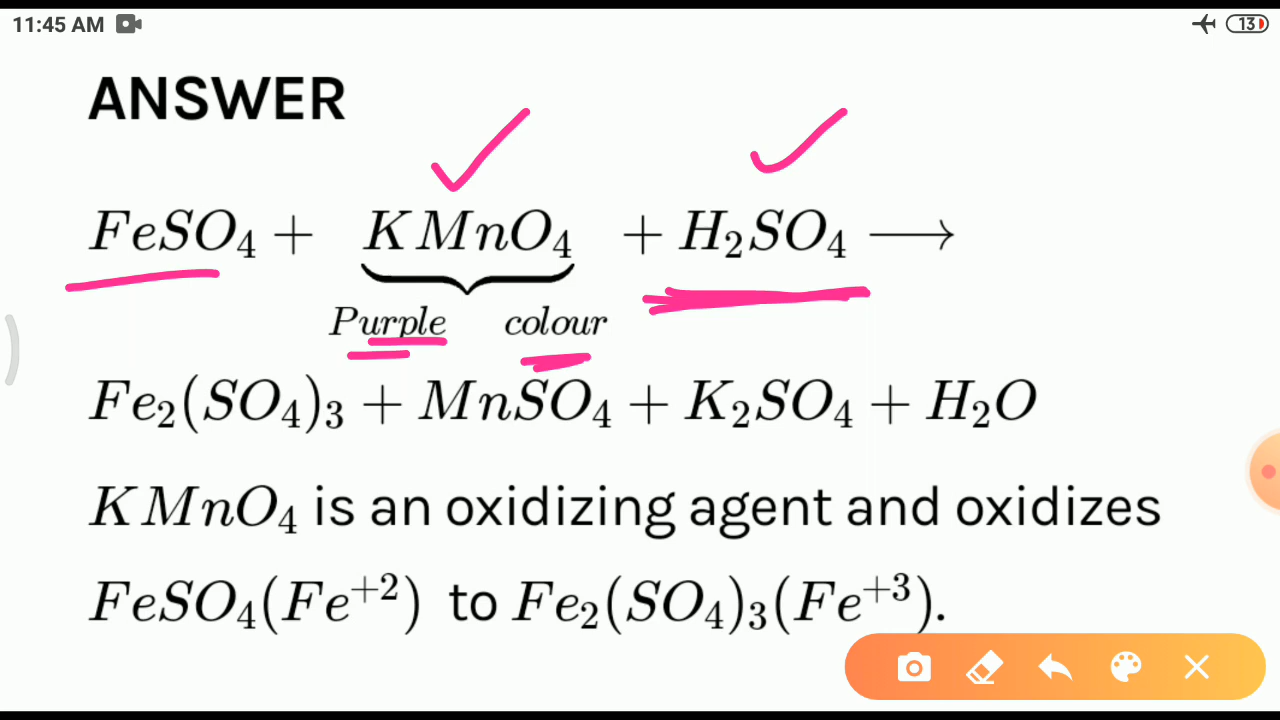 11:45 AM 13
ANSWER
FeSO₄ + KMnO₄ + H₂SO₄ ⟶
Purple colour
Fe₂(SO₄)₃ + MnSO₄ + K₂SO₄ + H₂O
KMnO₄ is an oxidizing agent and oxidizes
FeSO₄(Fe⁺²) to Fe₂(SO₄)₃(Fe⁺³).